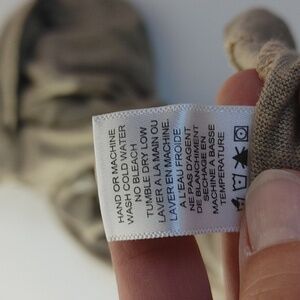 HAND OR MACHINE
WASH COLD WATER
NO BLEACH
TUMBLE DRY LOW
LAVER A LA MAIN OU
LAVER EN MACHINE.
A L'EAU FROIDE
NE PAS D'AGENT
DE BLANCHIMENT
SECHAGE EN
MACHINE A BASSE
TEMPERATURE